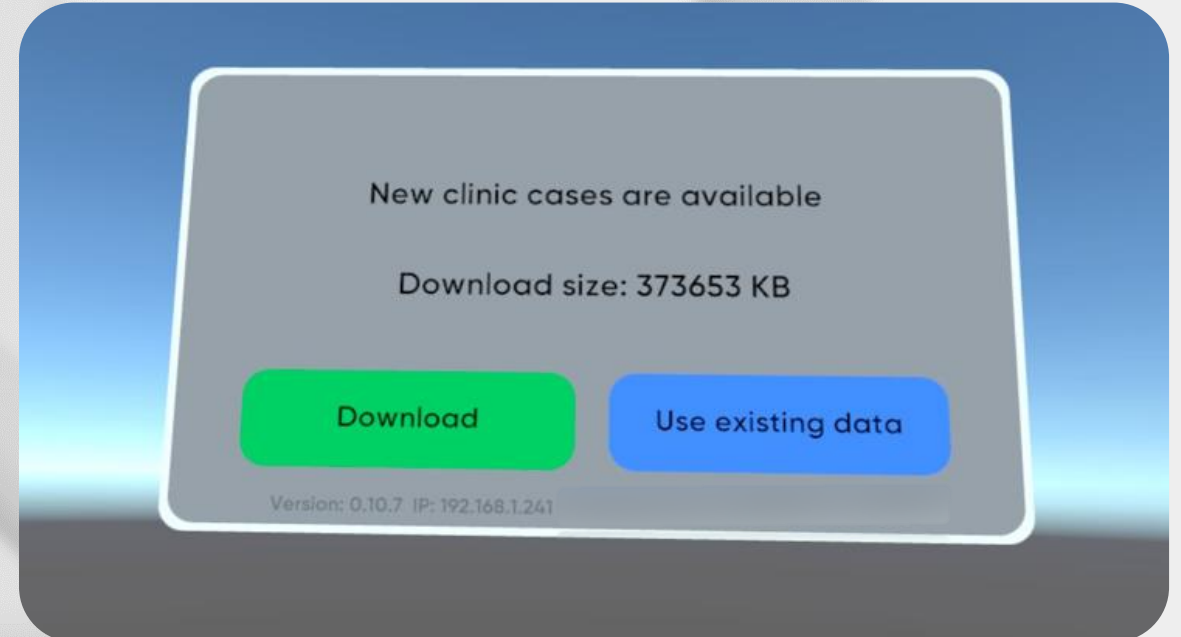 New clinic cases are available
Download size: 373653 KB
Download
Use existing data
Version: 0.10.7 IP: 192.168.1.241